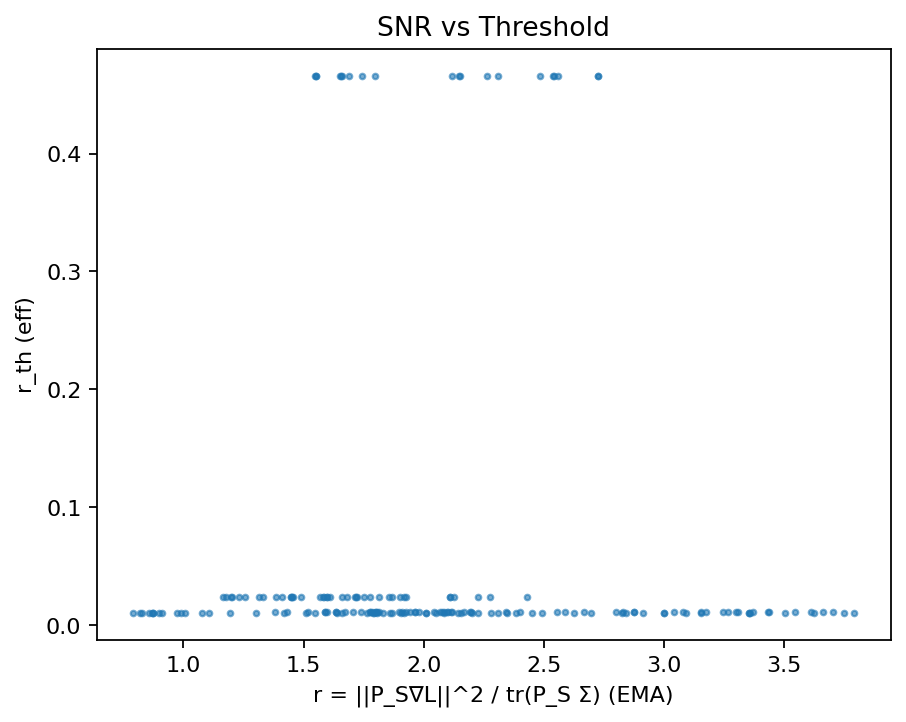 SNR vs Threshold
r_th (eff)
0.4
0.3
0.2
0.1
0.0
1.0 1.5 2.0 2.5 3.0 3.5
r = ||P_S∇L||^2 / tr(P_S Σ) (EMA)